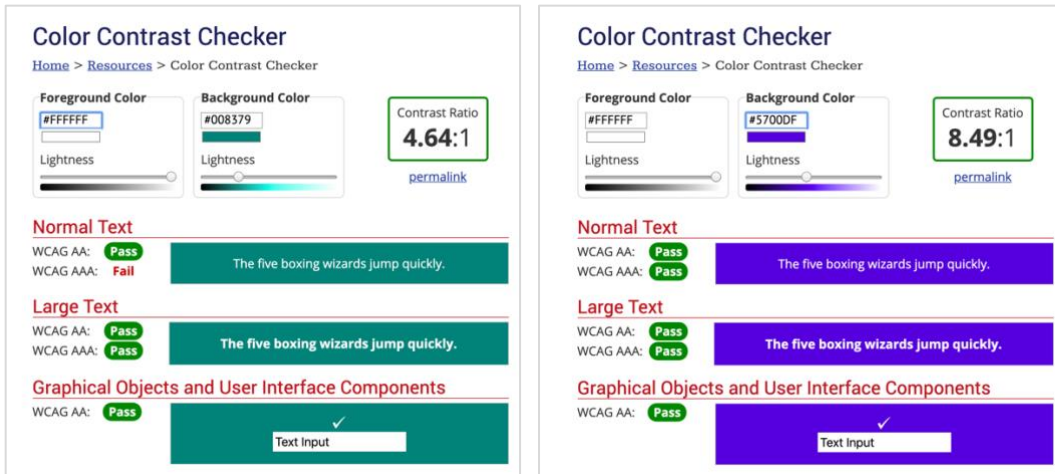 Color Contrast Checker
Home > Resources > Color Contrast Checker
Foreground Color
#FFFFFF
Lightness
Background Color
#008379
Lightness
Contrast Ratio
4.64:1
permalink
Normal Text
WCAG AA: Pass
WCAG AAA: Fail
The five boxing wizards jump quickly.
Large Text
WCAG AA: Pass
WCAG AAA: Pass
The five boxing wizards jump quickly.
Graphical Objects and User Interface Components
WCAG AA: Pass
Text Input
Color Contrast Checker
Home > Resources > Color Contrast Checker
Foreground Color
#FFFFFF
Lightness
Background Color
#5700DF
Lightness
Contrast Ratio
8.49:1
permalink
Normal Text
WCAG AA: Pass
WCAG AAA: Pass
The five boxing wizards jump quickly.
Large Text
WCAG AA: Pass
WCAG AAA: Pass
The five boxing wizards jump quickly.
Graphical Objects and User Interface Components
WCAG AA: Pass
Text Input